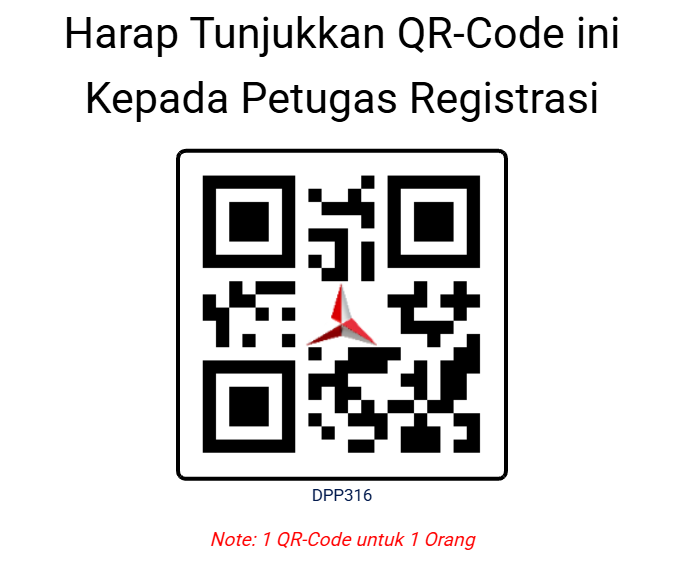 Harap Tunjukkan QR-Code ini
Kepada Petugas Registrasi
DPP316
Note: 1 QR-Code untuk 1 Orang